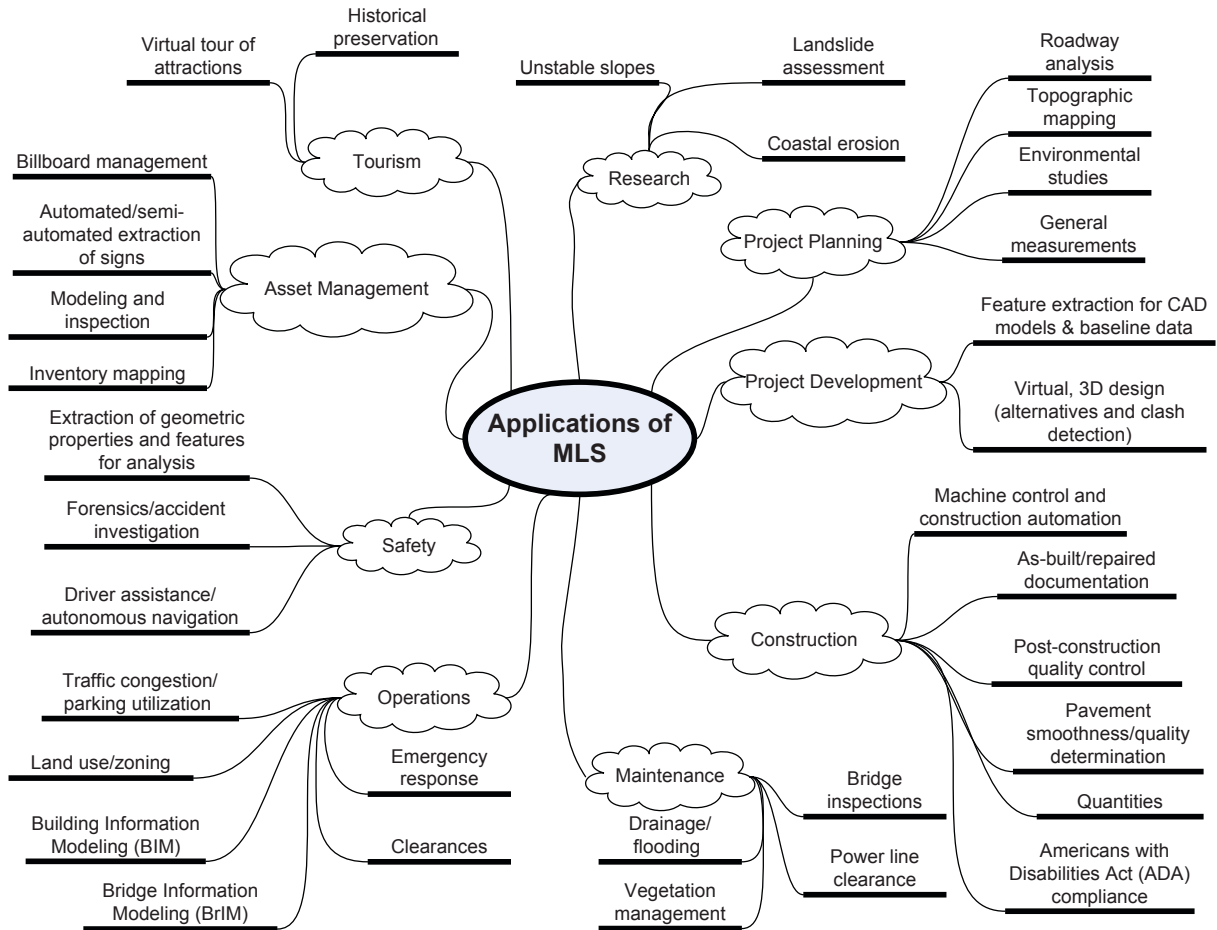 Historical
preservation
Virtual tour of
attractions
Tourism
Billboard management
Automated/semi-
automated extraction
of signs
Modeling and
inspection
Inventory mapping
Asset Management
Unstable slopes
Landslide
assessment
Coastal erosion
Research
Roadway
analysis
Topographic
mapping
Environmental
studies
General
measurements
Project Planning
Feature extraction for CAD
models & baseline data
Virtual, 3D design
(alternatives and clash
detection)
Project Development
Applications of
MLS
Extraction of geometric
properties and features
for analysis
Forensics/accident
investigation
Driver assistance/
autonomous navigation
Safety
Machine control and
construction automation
As-built/repaired
documentation
Post-construction
quality control
Pavement
smoothness/quality
determination
Quantities
Americans with
Disabilities Act (ADA)
compliance
Construction
Operations
Traffic congestion/
parking utilization
Land use/zoning
Building Information
Modeling (BIM)
Bridge Information
Modeling (BrIM)
Emergency
response
Clearances
Maintenance
Drainage/
flooding
Vegetation
management
Bridge
inspections
Power line
clearance